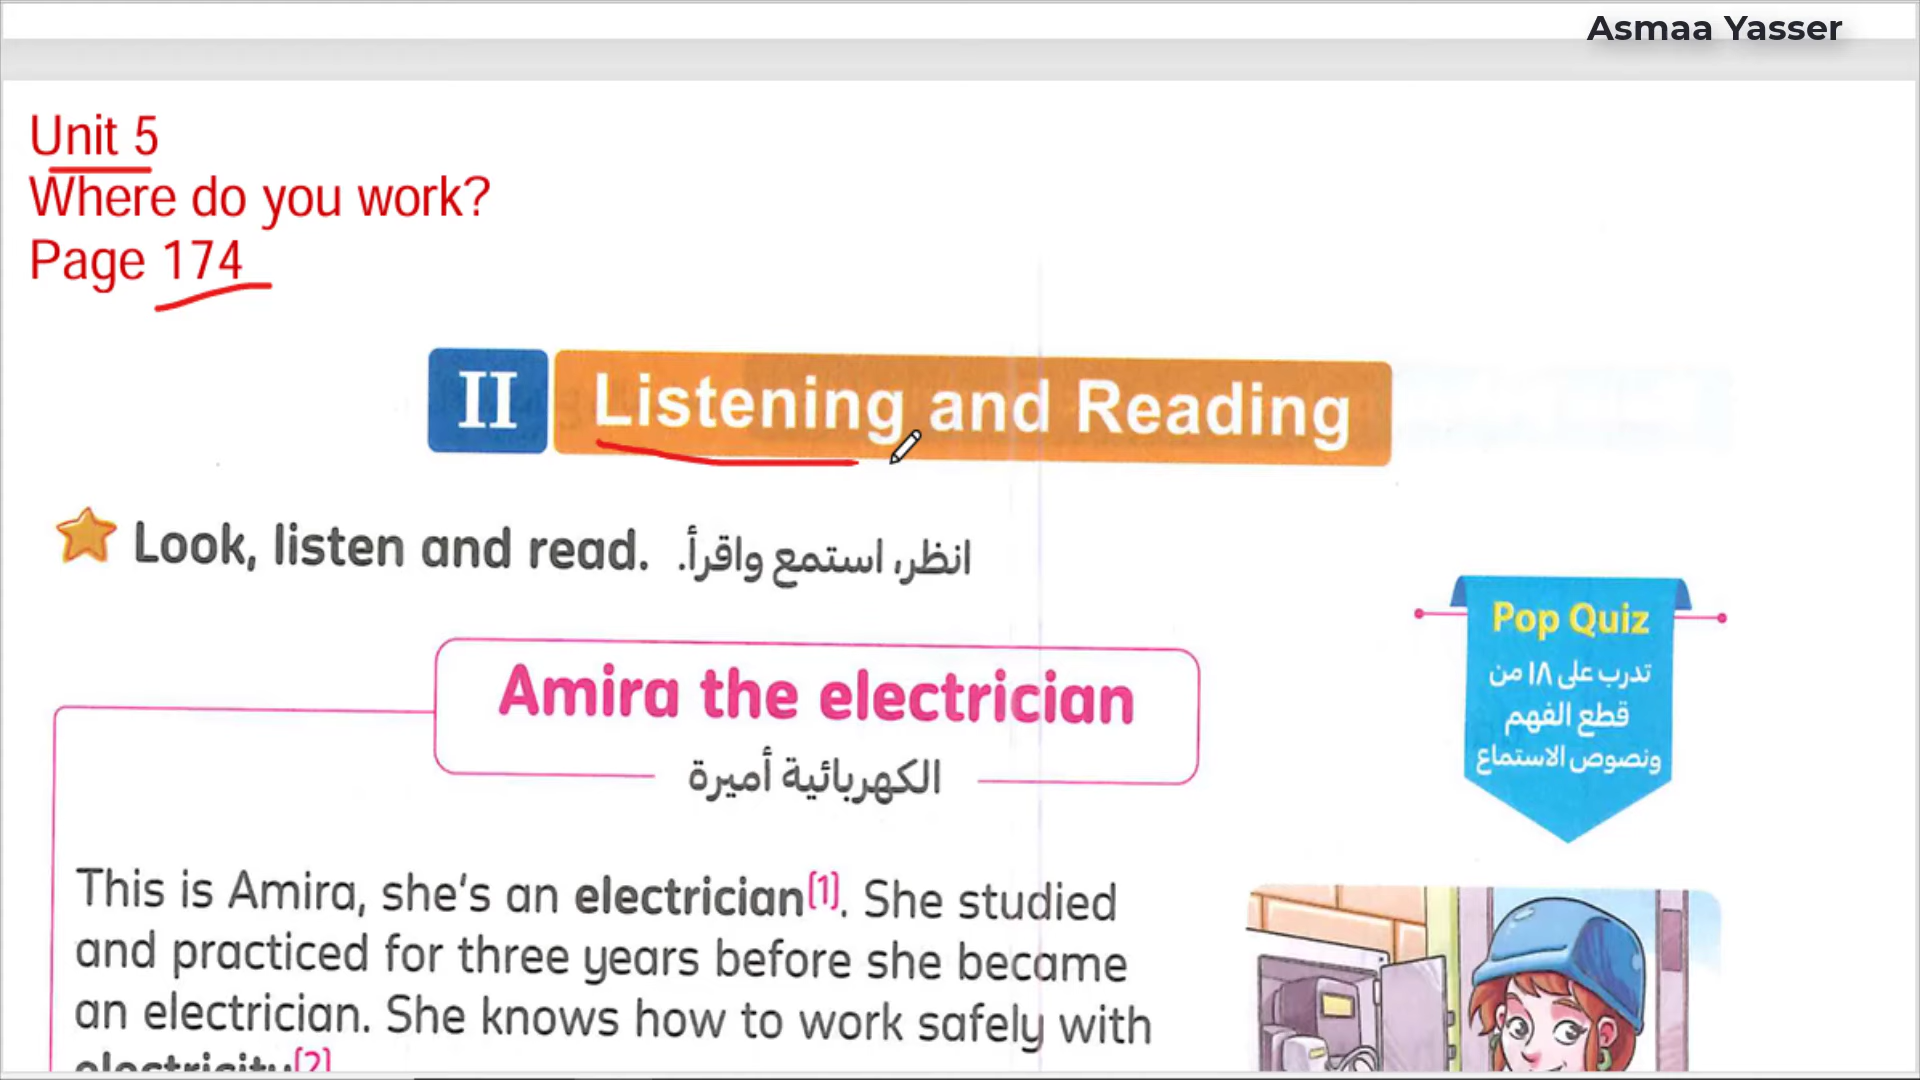 Asmaa Yasser
Unit 5
Where do you work?
Page 174
II Listening and Reading
Look, listen and read. انظر، استمع واقرأ.
Pop Quiz
تدرب على ١٨ من
قطع الفهم
ونصوص الاستماع
Amira the electrician
الكهربائية أميرة
This is Amira, she's an electrician[1]. She studied
and practiced for three years before she became
an electrician. She knows how to work safely with
electricity[2]